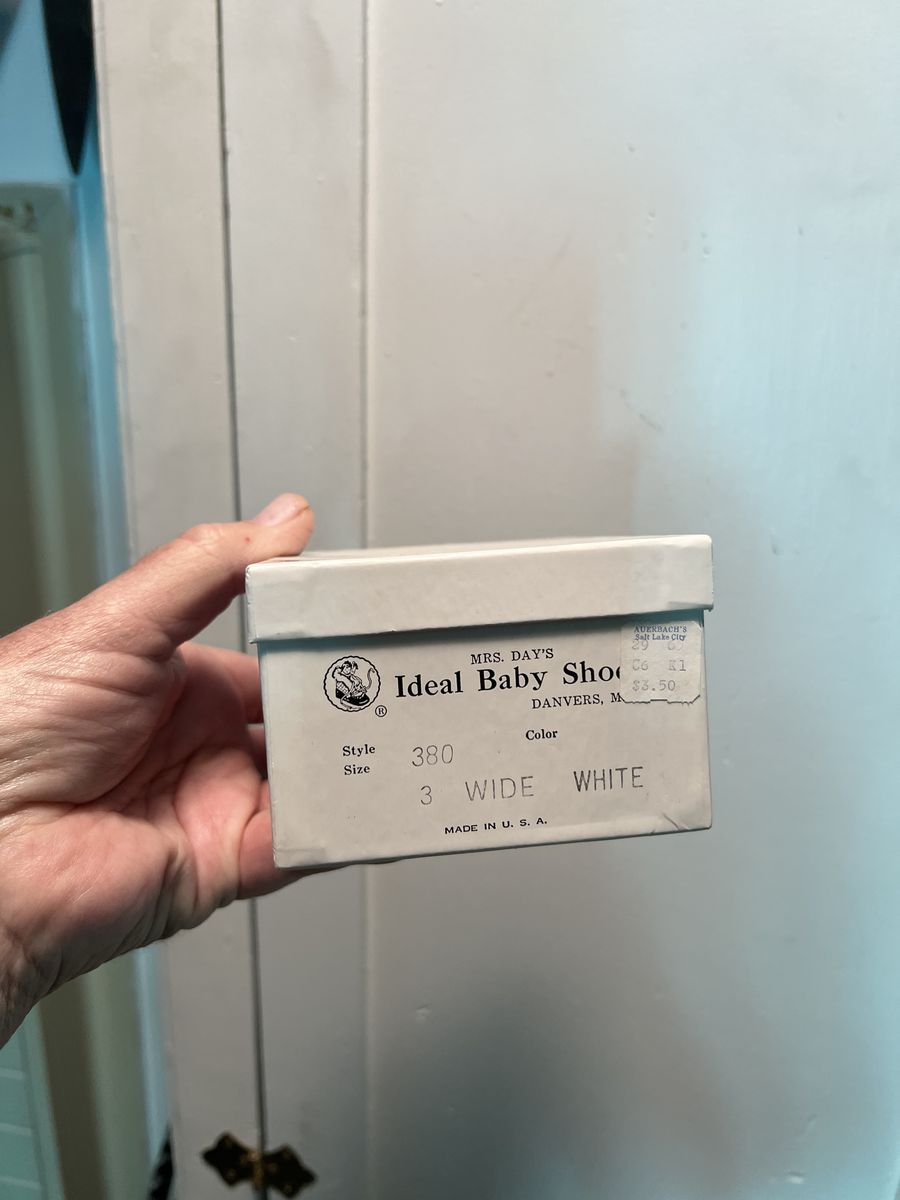 AUERBACH'S
Salt Lake City
29
C6 K1
$3.50
MRS. DAY'S
Ideal Baby
DANVERS,
®
Color
Style 380
Size 3 WIDE WHITE
MADE IN U. S. A.